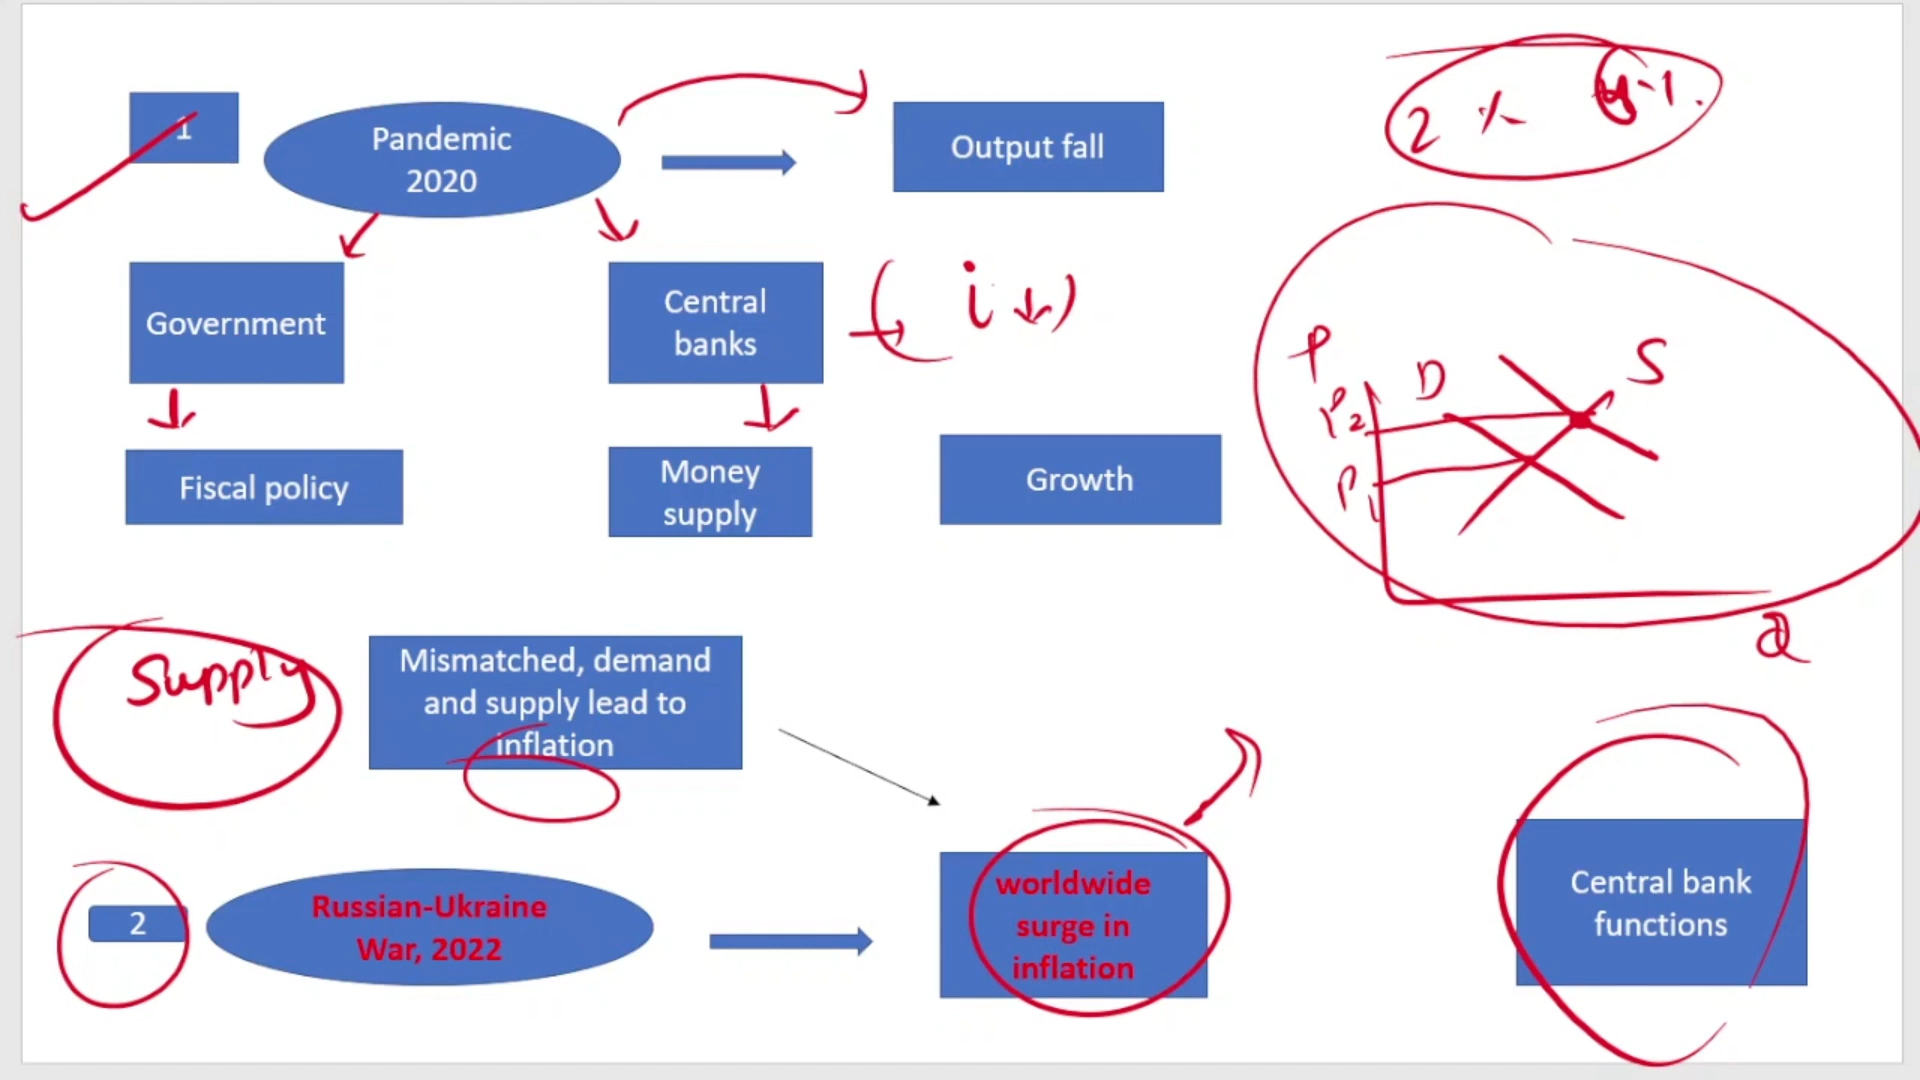 1
Pandemic
2020
Output fall
Government
Central
banks
i
Fiscal policy
Money
supply
Growth
P
D
S
P2
P1
Q
Supply
Mismatched, demand
and supply lead to
inflation
2
Russian-Ukraine
War, 2022
worldwide
surge in
inflation
Central bank
functions